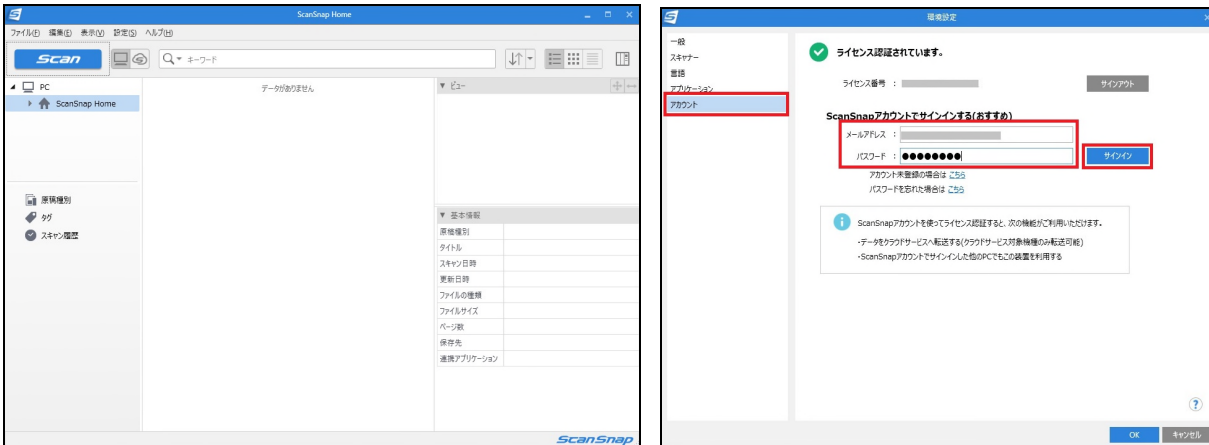 ScanSnap Home
ファイル(F) 編集(E) 表示(V) 設定(S) ヘルプ(H)
Scan
キーワード
PC
ScanSnap Home
原稿種別
タグ
スキャン履歴
データがありません
▼ ビュー
▼ 基本情報
原稿種別
タイトル
スキャン日時
更新日時
ファイルの種類
ファイルサイズ
ページ数
保存先
連携アプリケーション
ScanSnap
環境設定
一般
スキャナー
言語
アプリケーション
アカウント
ライセンス認証されています。
ライセンス番号 :
サインアウト
ScanSnapアカウントでサインインする(おすすめ)
メールアドレス :
パスワード : ●●●●●●●●
サインイン
アカウント未登録の場合は こちら
パスワードを忘れた場合は こちら
ScanSnapアカウントを使ってライセンス認証すると、次の機能がご利用いただけます。
・データをクラウドサービスへ転送する(クラウドサービス対象機種のみ転送可能)
・ScanSnapアカウントでサインインした他のPCでもこの装置を利用する
?
OK キャンセル